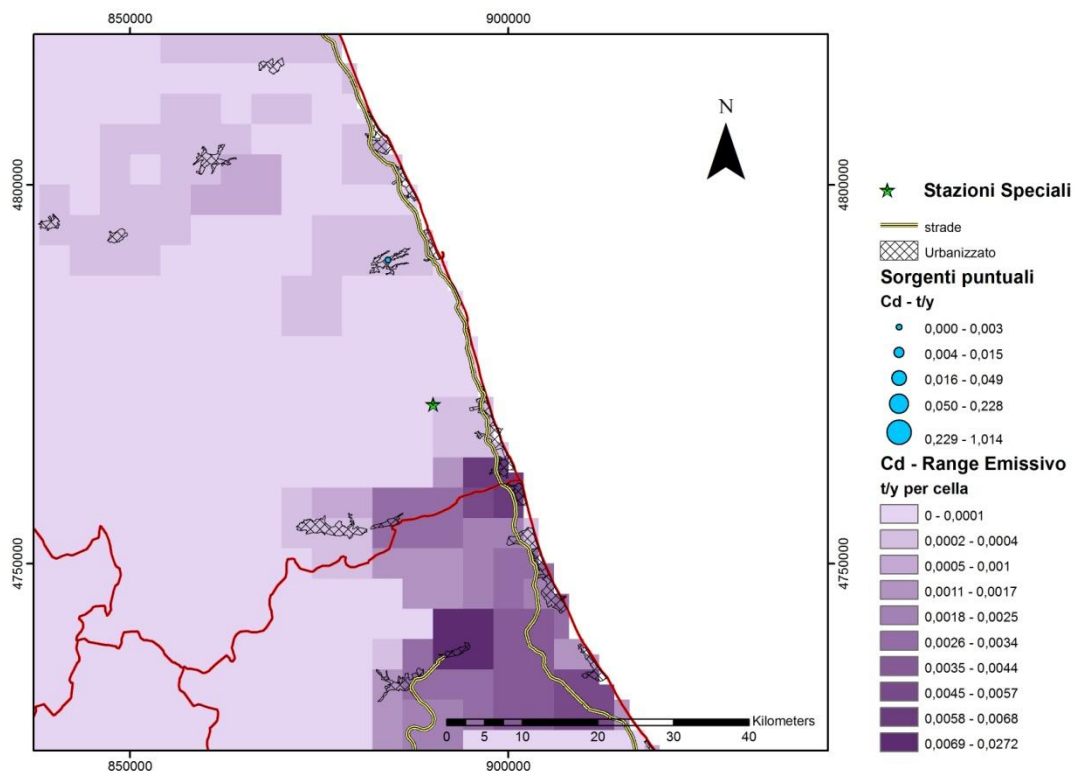 850000
900000
N
4800000
4800000
4750000
4750000
Stazioni Speciali
strade
Urbanizzato
Sorgenti puntuali
Cd - t/y
0,000 - 0,003
0,004 - 0,015
0,016 - 0,049
0,050 - 0,228
0,229 - 1,014
Cd - Range Emissivo
t/y per cella
0 - 0,0001
0,0002 - 0,0004
0,0005 - 0,001
0,0011 - 0,0017
0,0018 - 0,0025
0,0026 - 0,0034
0,0035 - 0,0044
0,0045 - 0,0057
0,0058 - 0,0068
0,0069 - 0,0272
Kilometers
0 5 10 20 30 40
850000
900000